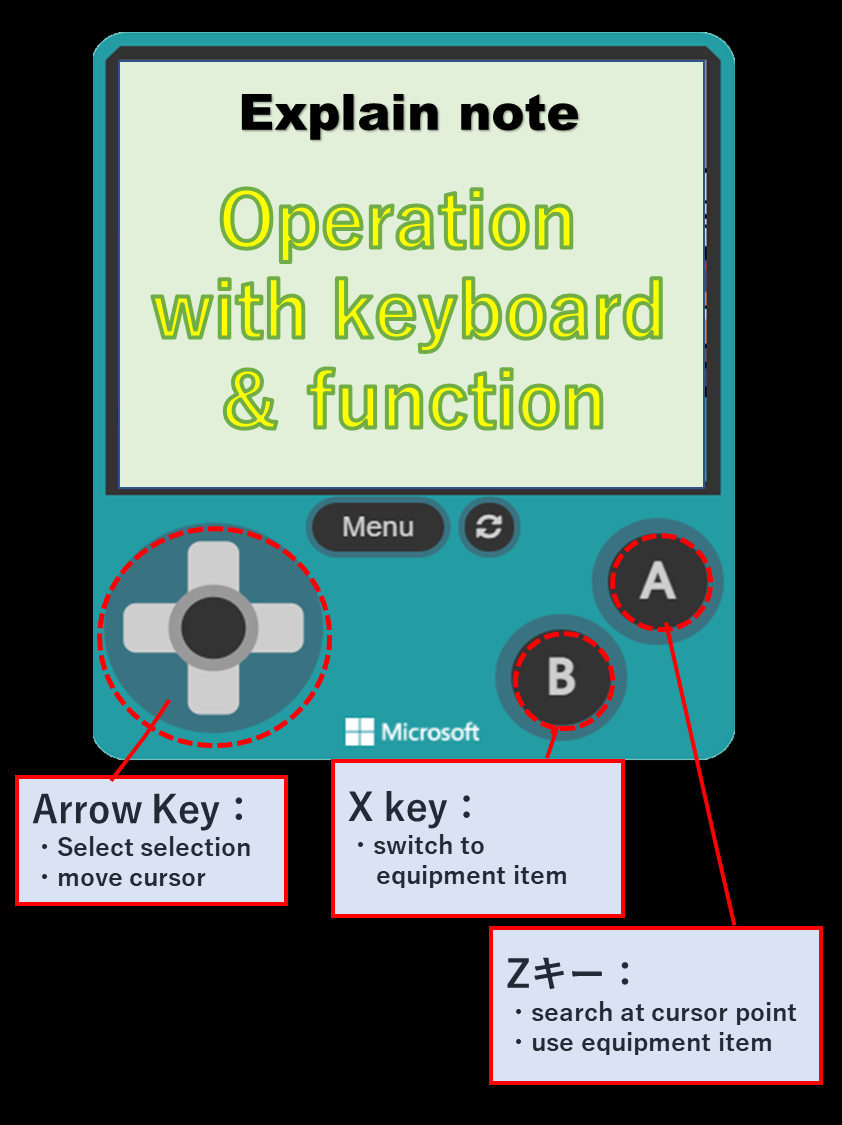 Explain note
Operation
with keyboard
& function
Menu
A
B
Microsoft
Arrow Key：
・Select selection
・move cursor
X key：
・switch to
equipment item
Zキー：
・search at cursor point
・use equipment item